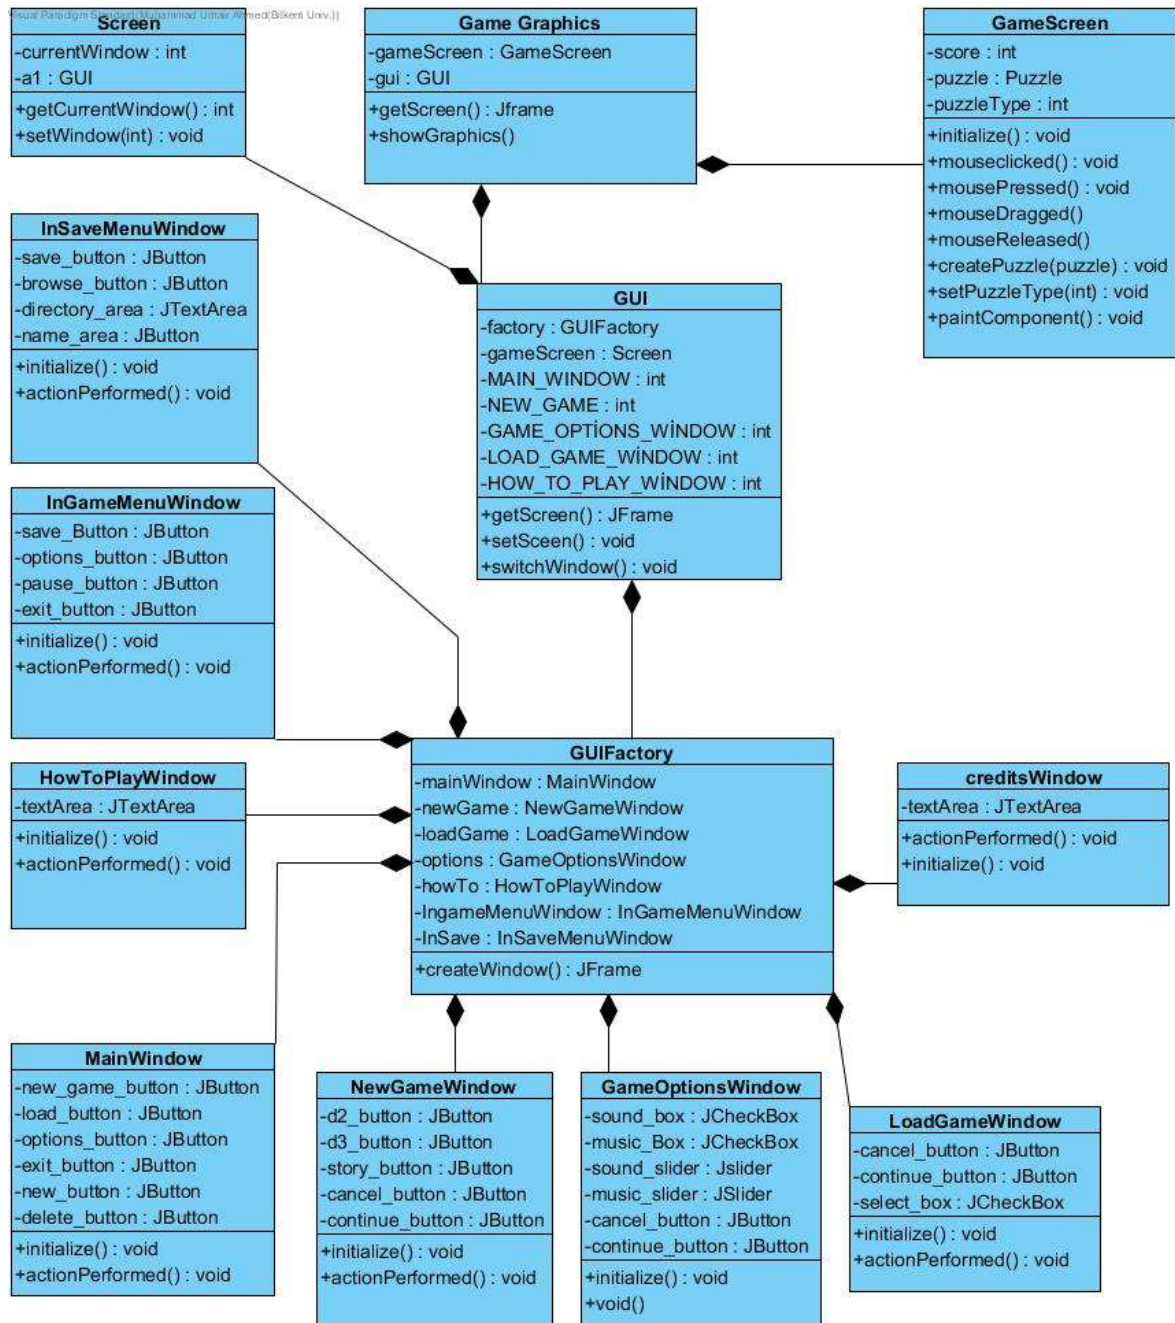 Visual Paradigm Standart(Muhammad Umair Ahmed(Bilkent Univ.))
Screen
-currentWindow : int
-a1 : GUI
+getCurrentWindow() : int
+setWindow(int) : void
Game Graphics
-gameScreen : GameScreen
-gui : GUI
+getScreen() : Jframe
+showGraphics()
GameScreen
-score : int
-puzzle : Puzzle
-puzzleType : int
+initialize() : void
+mouseclicked() : void
+mousePressed() : void
+mouseDragged()
+mouseReleased()
+createPuzzle(puzzle) : void
+setPuzzleType(int) : void
+paintComponent() : void
InSaveMenuWindow
-save_button : JButton
-browse_button : JButton
-directory_area : JTextArea
-name_area : JButton
+initialize() : void
+actionPerformed() : void
GUI
-factory : GUIFactory
-gameScreen : Screen
-MAIN_WINDOW : int
-NEW_GAME : int
-GAME_OPTİONS_WİNDOW : int
-LOAD_GAME_WİNDOW : int
-HOW_TO_PLAY_WİNDOW : int
+getScreen() : JFrame
+setSceen() : void
+switchWindow() : void
InGameMenuWindow
-save_Button : JButton
-options_button : JButton
-pause_button : JButton
-exit_button : JButton
+initialize() : void
+actionPerformed() : void
HowToPlayWindow
-textArea : JTextArea
+initialize() : void
+actionPerformed() : void
GUIFactory
-mainWindow : MainWindow
-newGame : NewGameWindow
-loadGame : LoadGameWindow
-options : GameOptionsWindow
-howTo : HowToPlayWindow
-IngameMenuWindow : InGameMenuWindow
-InSave : InSaveMenuWindow
+createWindow() : JFrame
creditsWindow
-textArea : JTextArea
+actionPerformed() : void
+initialize() : void
MainWindow
-new_game_button : JButton
-load_button : JButton
-options_button : JButton
-exit_button : JButton
-new_button : JButton
-delete_button : JButton
+initialize() : void
+actionPerformed() : void
NewGameWindow
-d2_button : JButton
-d3_button : JButton
-story_button : JButton
-cancel_button : JButton
-continue_button : JButton
+initialize() : void
+actionPerformed() : void
GameOptionsWindow
-sound_box : JCheckBox
-music_Box : JCheckBox
-sound_slider : Jslider
-music_slider : JSlider
-cancel_button : JButton
-continue_button : JButton
+initialize() : void
+void()
LoadGameWindow
-cancel_button : JButton
-continue_button : JButton
-select_box : JCheckBox
+initialize() : void
+actionPerformed() : void